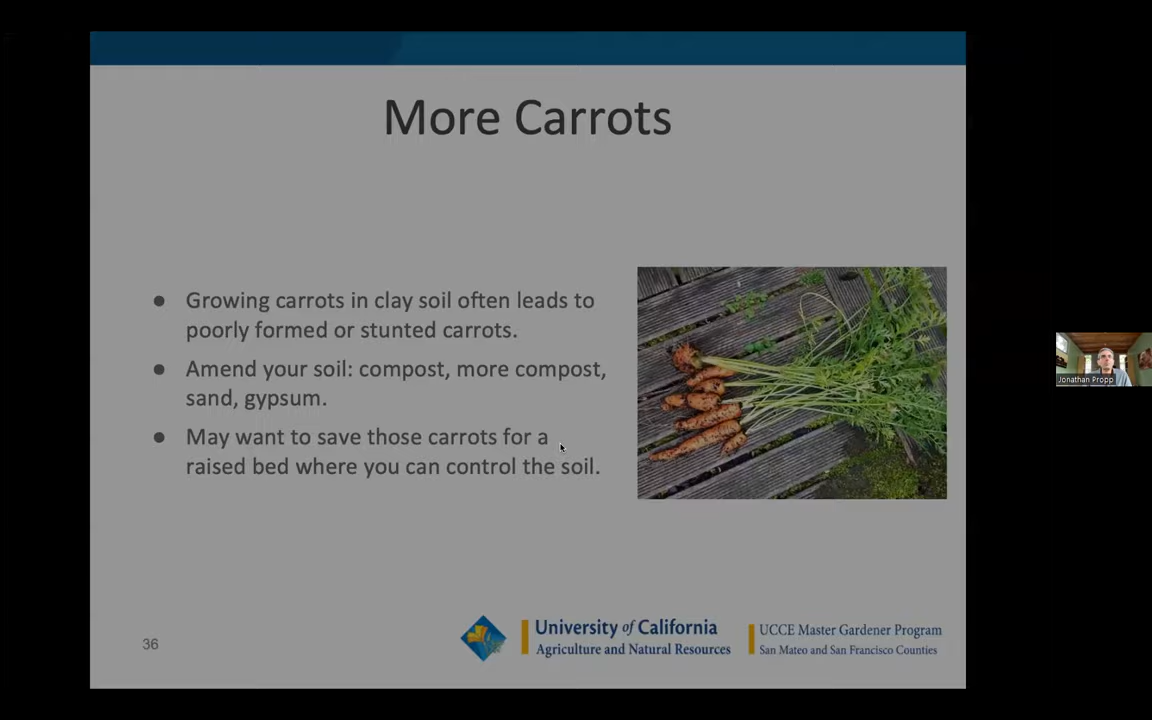 More Carrots
● Growing carrots in clay soil often leads to
poorly formed or stunted carrots.
● Amend your soil: compost, more compost,
sand, gypsum.
● May want to save those carrots for a
raised bed where you can control the soil.
Jonathan Propp
36
University of California
Agriculture and Natural Resources
UCCE Master Gardener Program
San Mateo and San Francisco Counties